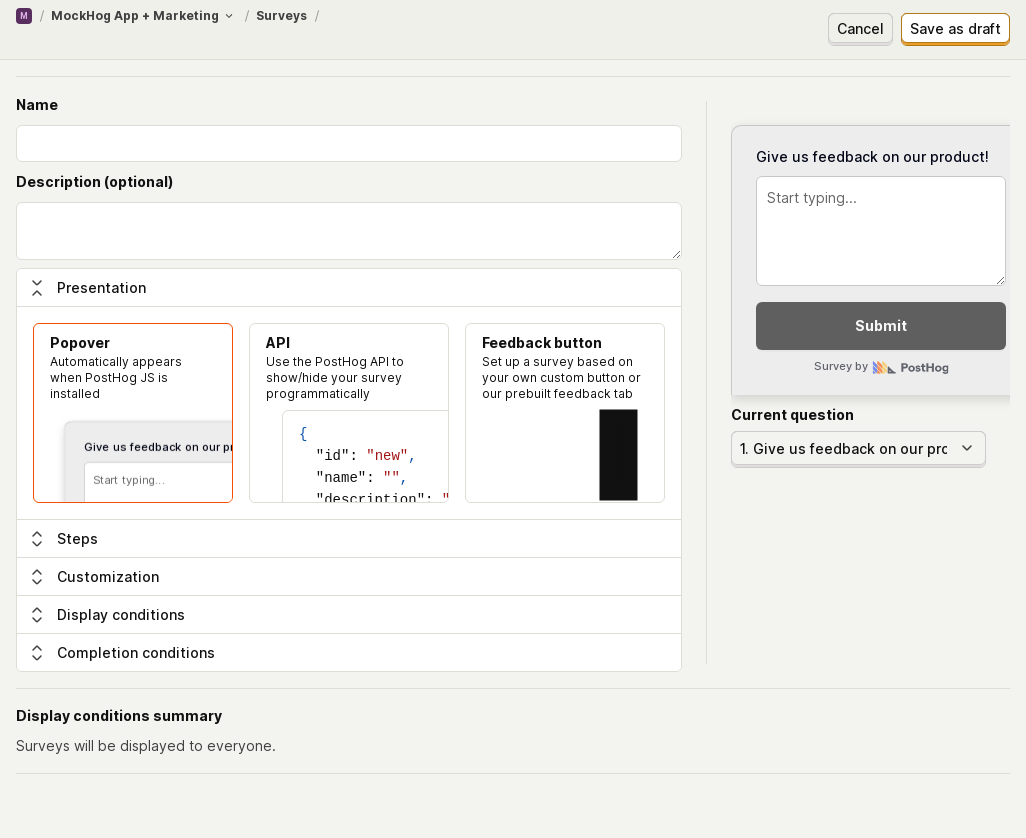 M / MockHog App + Marketing / Surveys /
Cancel
Save as draft
Name
Description (optional)
Presentation
Popover
Automatically appears
when PostHog JS is
installed
Give us feedback on our pr
Start typing...
API
Use the PostHog API to
show/hide your survey
programmatically
{
"id": "new",
"name": "",
"description": "
Feedback button
Set up a survey based on
your own custom button or
our prebuilt feedback tab
Steps
Customization
Display conditions
Completion conditions
Give us feedback on our product!
Start typing...
Submit
Survey by PostHog
Current question
1. Give us feedback on our pro
Display conditions summary
Surveys will be displayed to everyone.